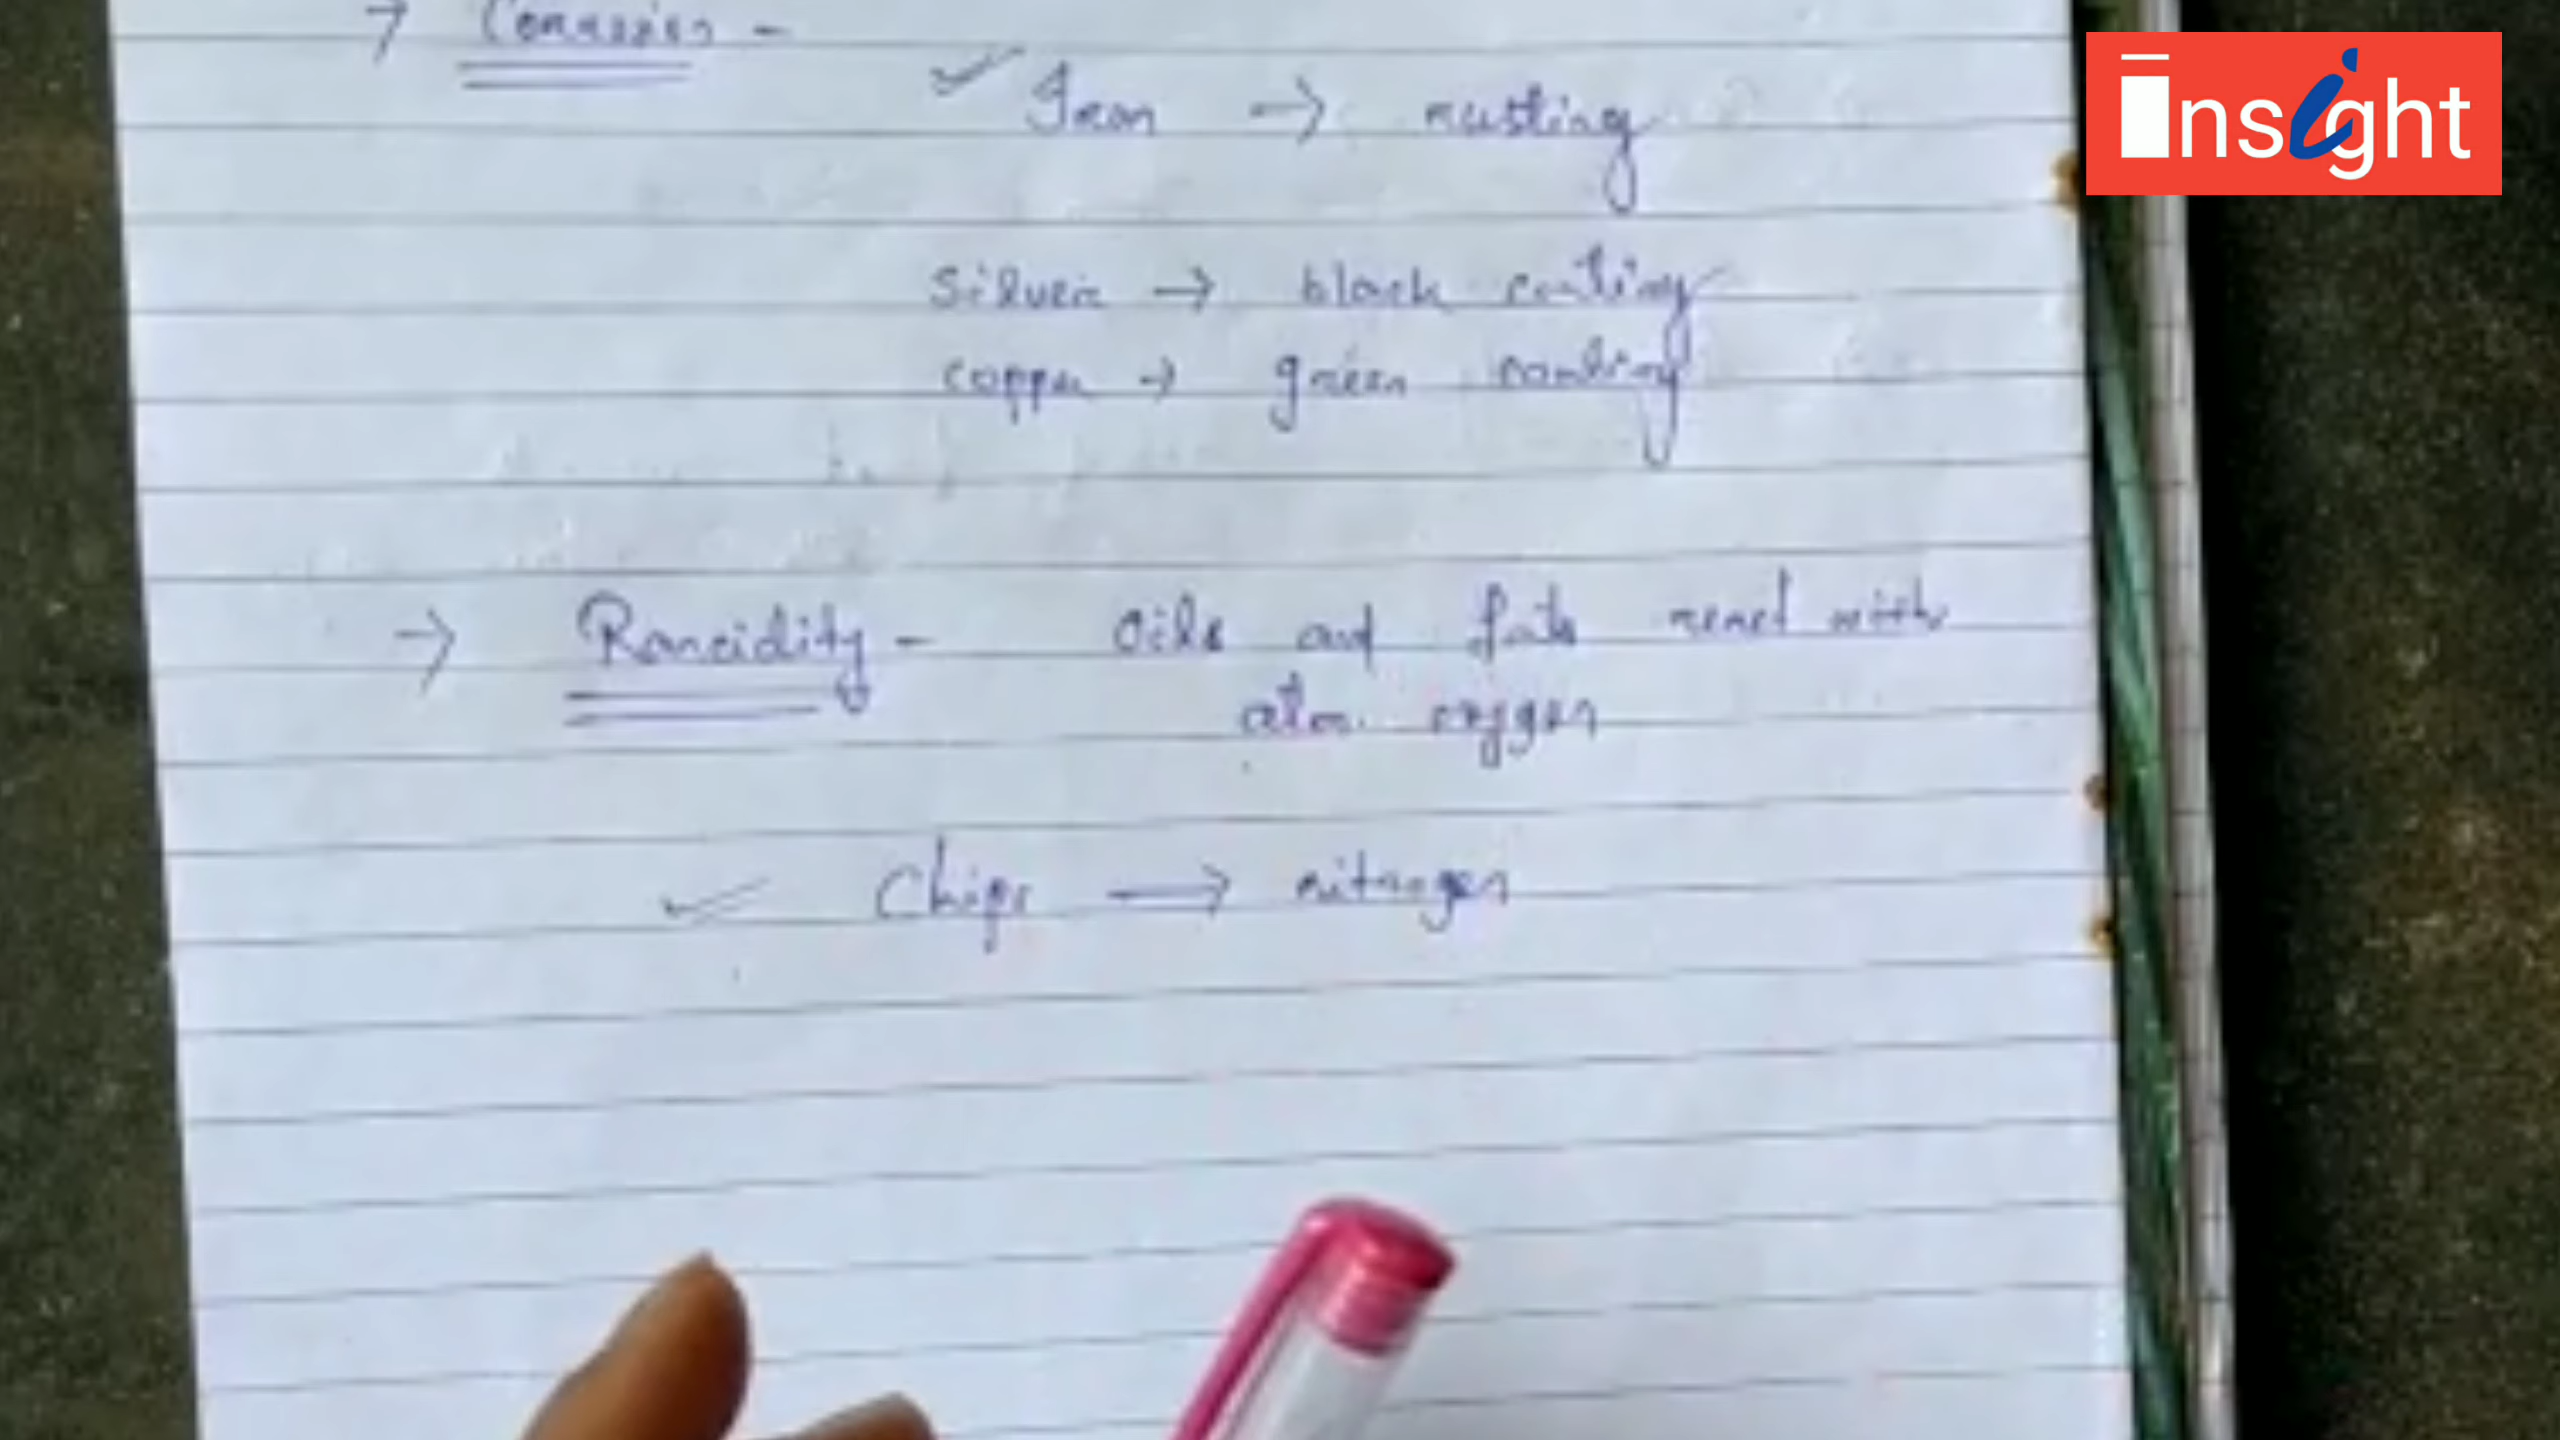 → Corrosion -
✓ Iron → rusting
Silver → black coating
copper → green coating
→ Rancidity - Oils and fats react with
atm. oxygen
✓ Chips → nitrogen
Insight